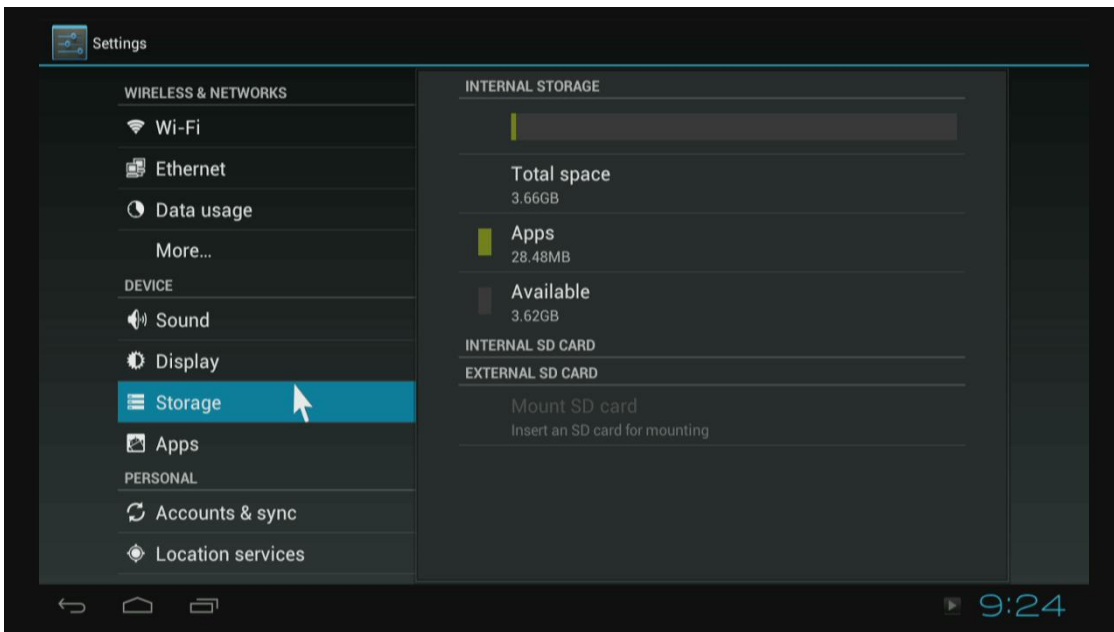 Settings
WIRELESS & NETWORKS
Wi-Fi
Ethernet
Data usage
More...
DEVICE
Sound
Display
Storage
Apps
PERSONAL
Accounts & sync
Location services
INTERNAL STORAGE
Total space
3.66GB
Apps
28.48MB
Available
3.62GB
INTERNAL SD CARD
EXTERNAL SD CARD
Mount SD card
Insert an SD card for mounting
9:24